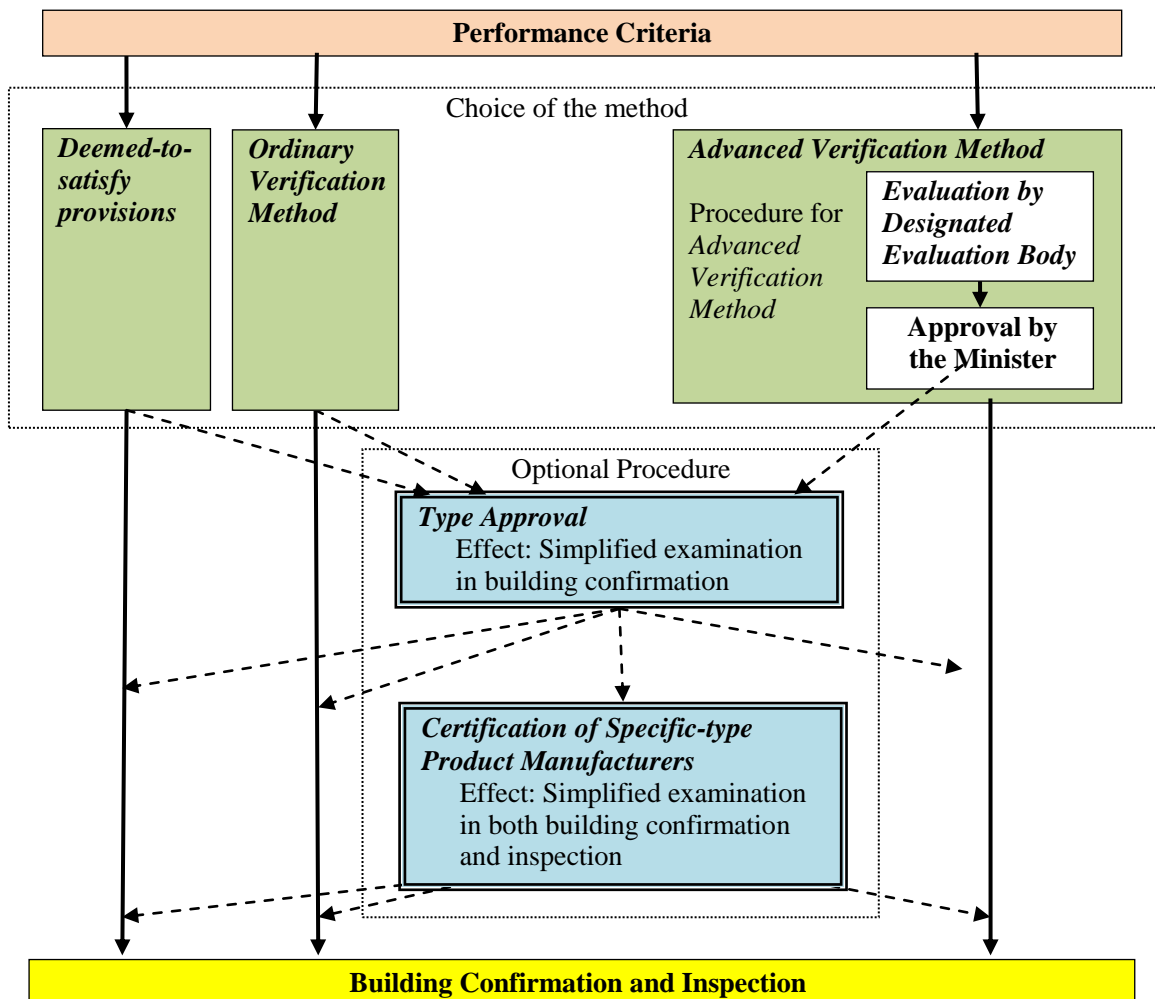 Performance Criteria
Choice of the method
Deemed-to-
satisfy
provisions
Ordinary
Verification
Method
Advanced Verification Method
Procedure for
Advanced
Verification
Method
Evaluation by
Designated
Evaluation Body
Approval by
the Minister
Optional Procedure
Type Approval
Effect: Simplified examination
in building confirmation
Certification of Specific-type
Product Manufacturers
Effect: Simplified examination
in both building confirmation
and inspection
Building Confirmation and Inspection